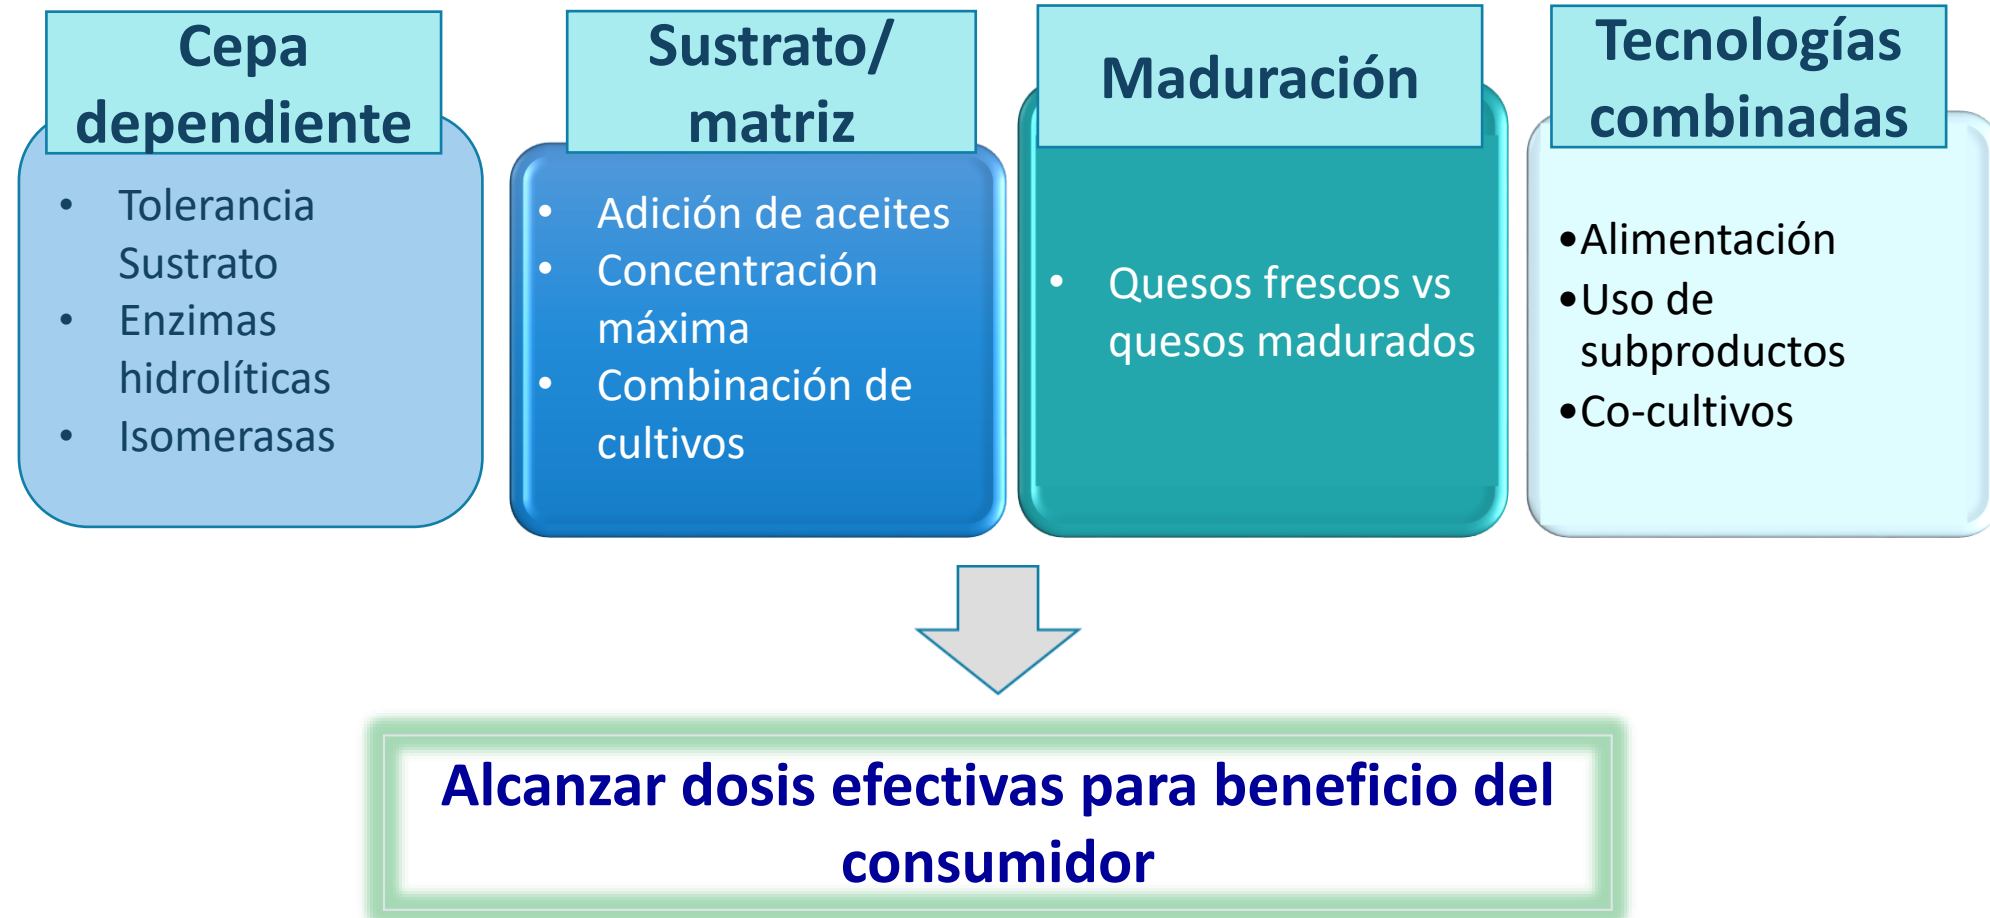 Cepa
dependiente
• Tolerancia
Sustrato
• Enzimas
hidrolíticas
• Isomerasas
Sustrato/
matriz
• Adición de aceites
• Concentración
máxima
• Combinación de
cultivos
Maduración
• Quesos frescos vs
quesos madurados
Tecnologías
combinadas
•Alimentación
•Uso de
subproductos
•Co-cultivos
Alcanzar dosis efectivas para beneficio del
consumidor